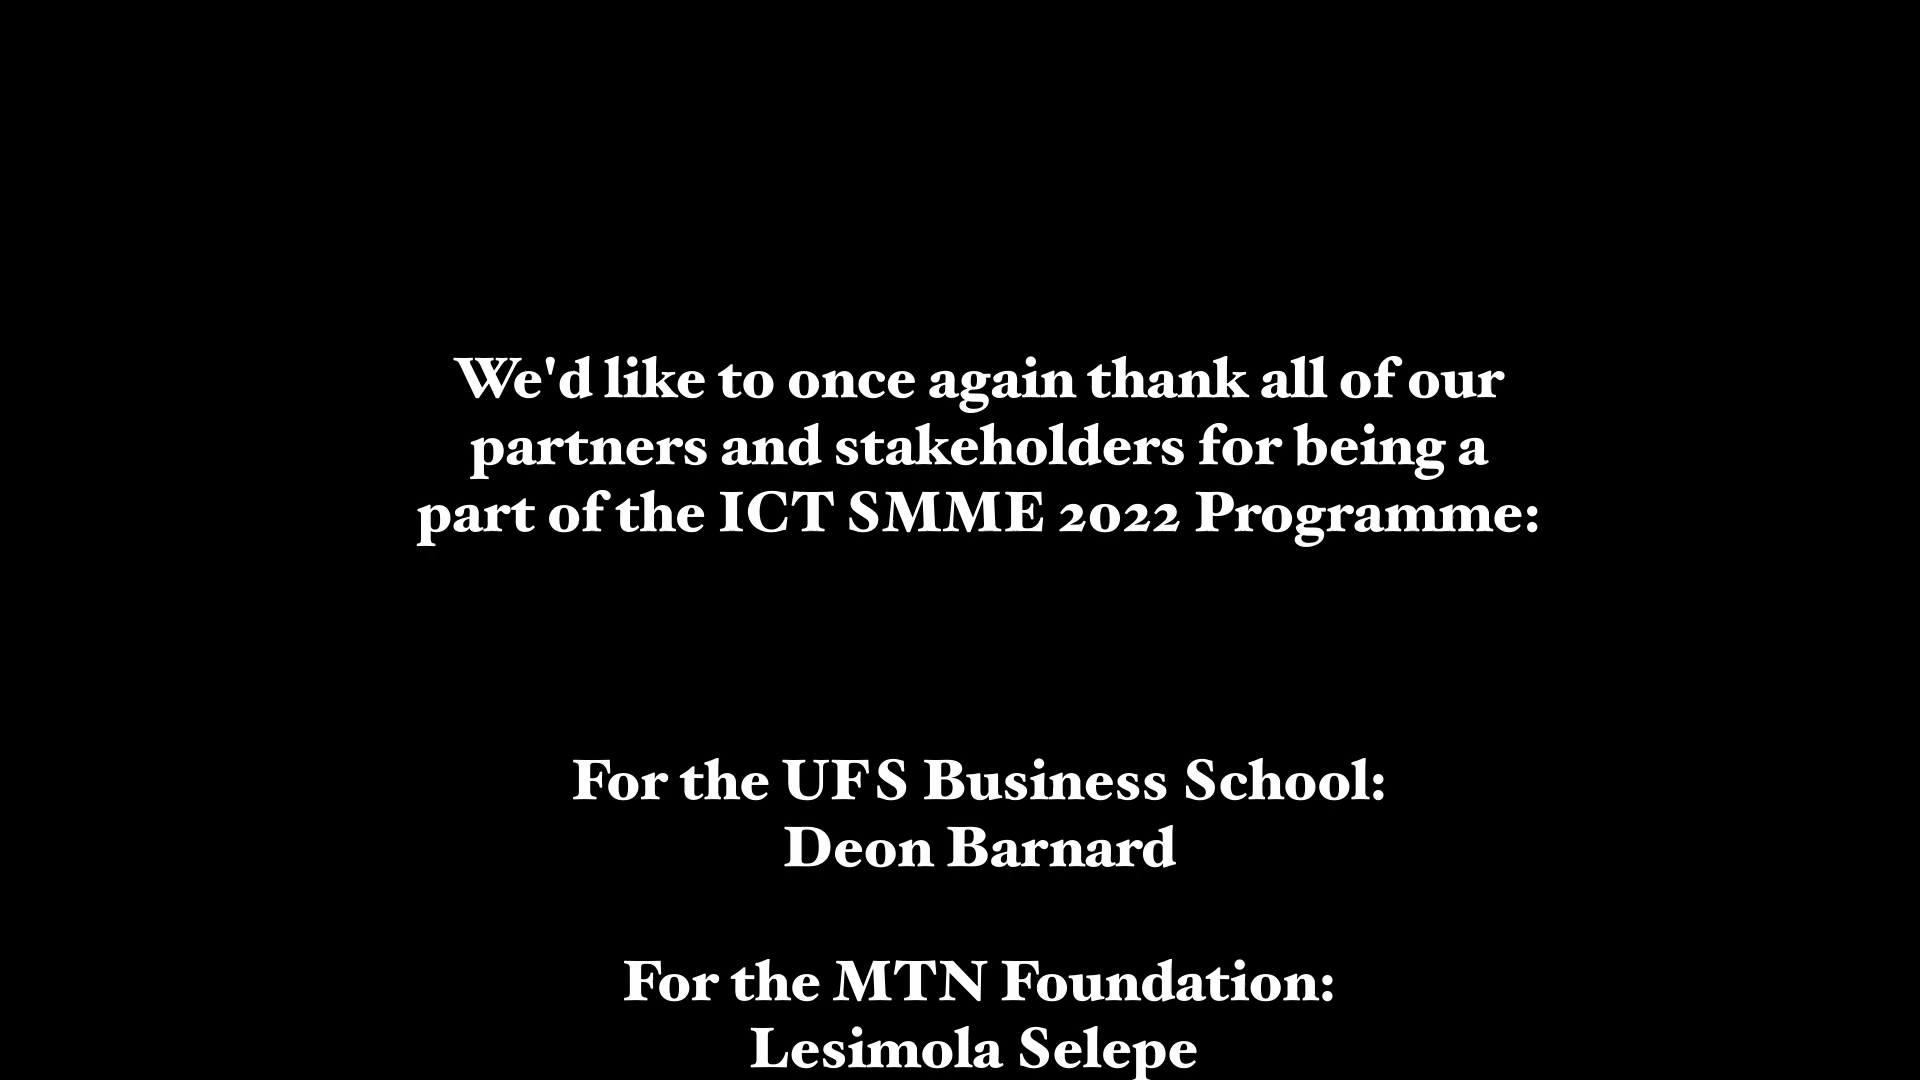 We'd like to once again thank all of our
partners and stakeholders for being a
part of the ICT SMME 2022 Programme:
For the UFS Business School:
Deon Barnard
For the MTN Foundation:
Lesimola Selepe